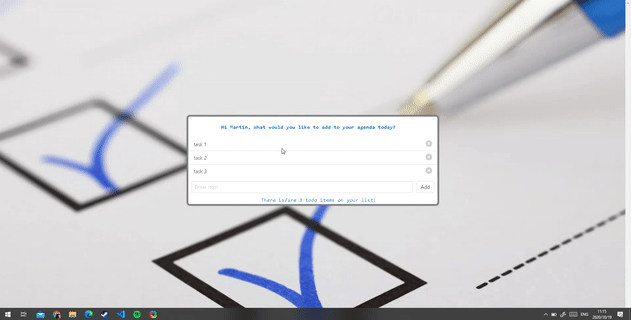 Hi Martin, what would you like to add to your agenda today?
task 1
task 2
task 3
Enter item
Add
There is/are 3 todo items on your list!
ENG
11:15
2020/10/19